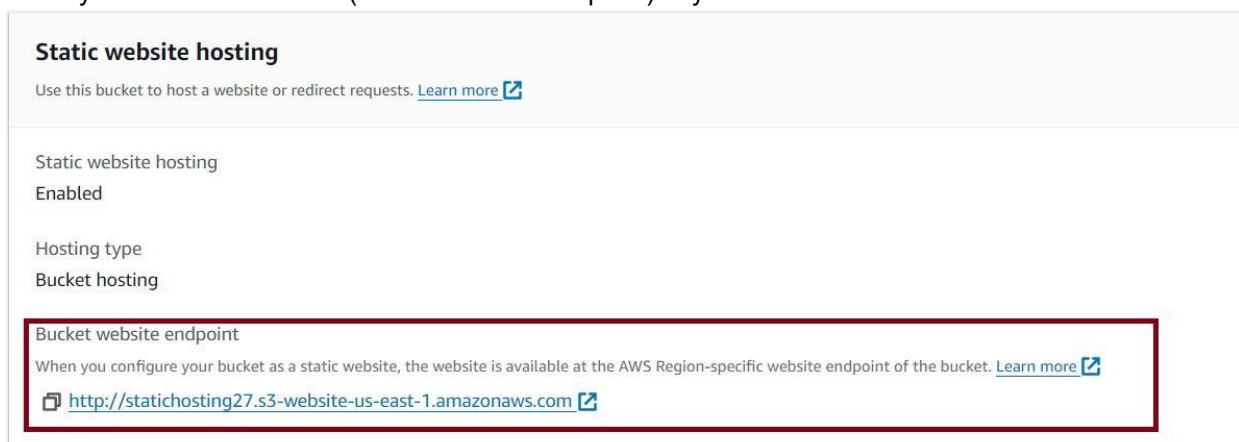 Static website hosting
Use this bucket to host a website or redirect requests. Learn more
Static website hosting
Enabled
Hosting type
Bucket hosting
Bucket website endpoint
When you configure your bucket as a static website, the website is available at the AWS Region-specific website endpoint of the bucket. Learn more
http://statichosting27.s3-website-us-east-1.amazonaws.com